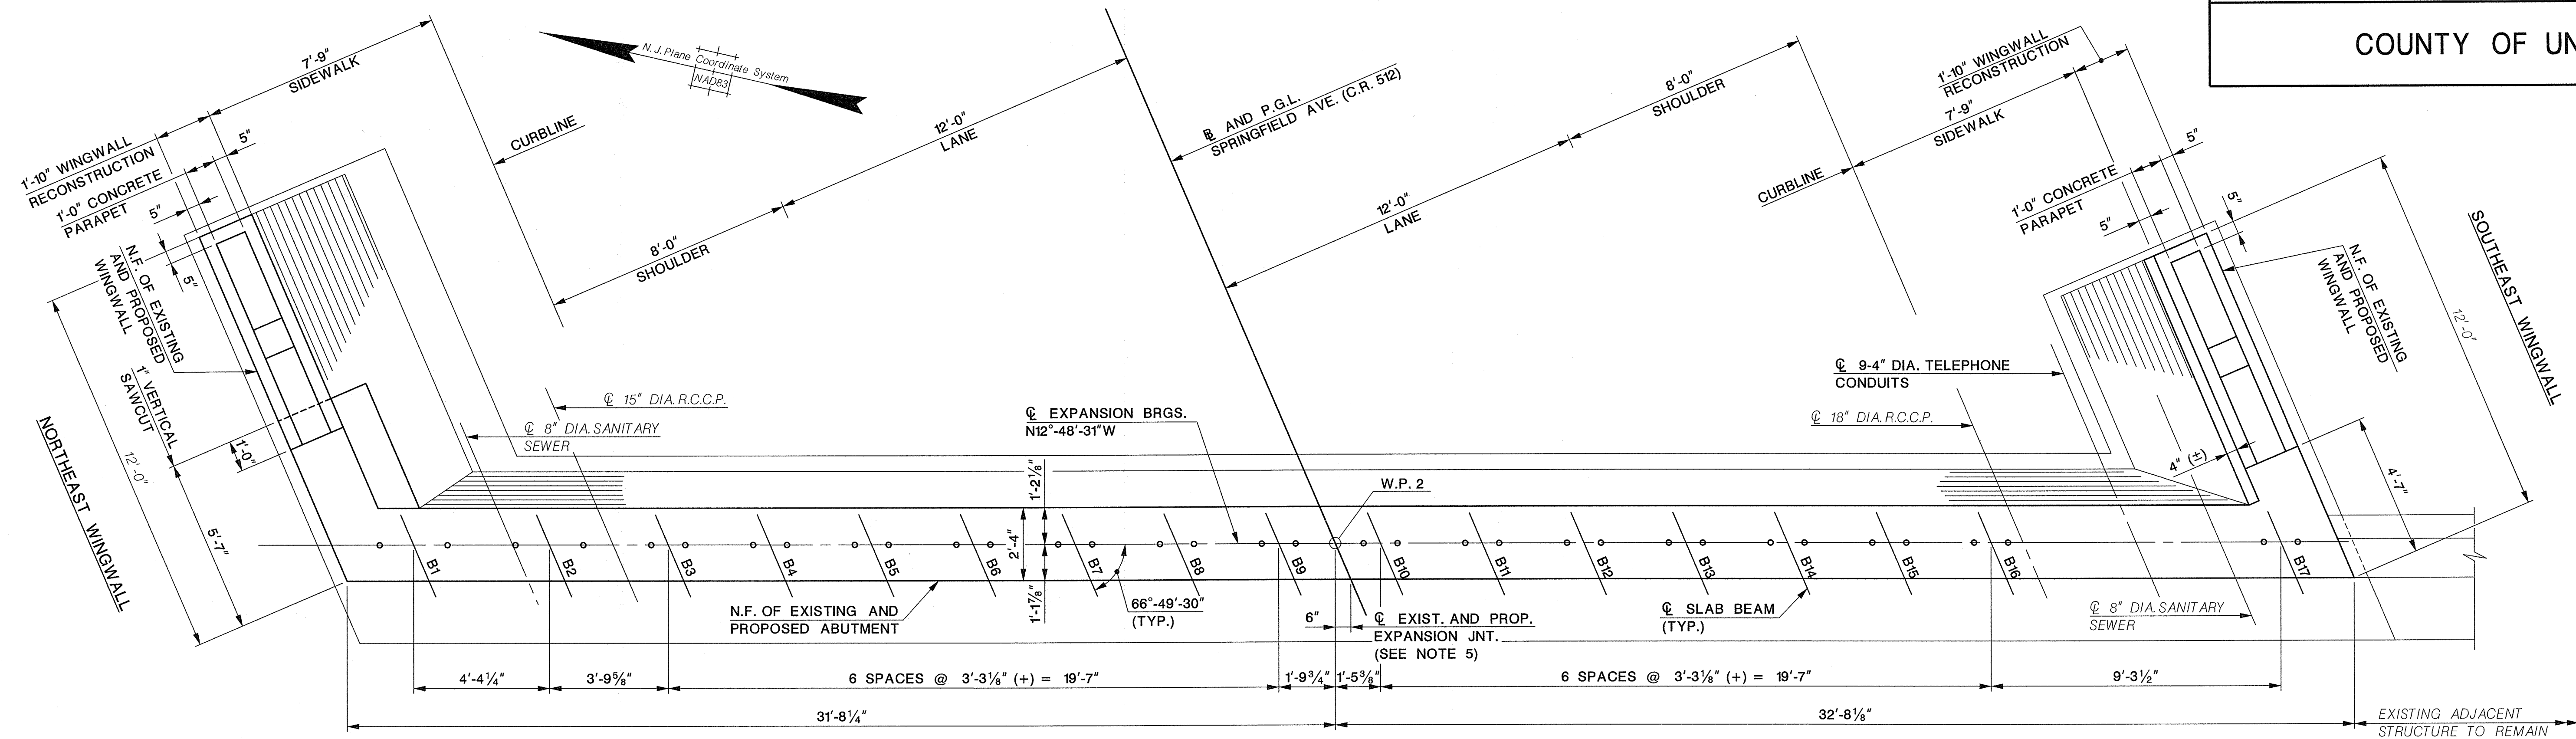 COUNTY OF UN
7'-9"
SIDEWALK
N.J. Plane Coordinate System
NAD83
1'-10" WINGWALL
RECONSTRUCTION
1'-0" CONCRETE
PARAPET
5"
5"
5"
CURBLINE
12'-0"
LANE
8'-0"
SHOULDER
℞ AND P.G.L.
SPRINGFIELD AVE. (C.R. 512)
8'-0"
SHOULDER
12'-0"
LANE
1'-10" WINGWALL
RECONSTRUCTION
7'-9"
SIDEWALK
CURBLINE
1'-0" CONCRETE
PARAPET
5"
5"
5"
N.F. OF EXISTING
AND PROPOSED
WINGWALL
1" VERTICAL
SAWCUT
NORTHEAST WINGWALL
12'-0"
1'-0"
5'-7"
℄ 15" DIA. R.C.C.P.
℄ 8" DIA. SANITARY
SEWER
℄ EXPANSION BRGS.
N12°-48'-31"W
1'-2⅛"
2'-4"
1'-1⅞"
W.P. 2
℄ 9-4" DIA. TELEPHONE
CONDUITS
℄ 18" DIA. R.C.C.P.
N.F. OF EXISTING
AND PROPOSED
WINGWALL
SOUTHEAST WINGWALL
12'-0"
4" (±)
4'-7"
B1
B2
B3
B4
B5
B6
B7
B8
B9
B10
B11
B12
B13
B14
B15
B16
B17
N.F. OF EXISTING AND
PROPOSED ABUTMENT
66°-49'-30"
(TYP.)
6"
℄ EXIST. AND PROP.
EXPANSION JNT.
(SEE NOTE 5)
℄ SLAB BEAM
(TYP.)
℄ 8" DIA. SANITARY
SEWER
4'-4¼"
3'-9⅝"
6 SPACES @ 3'-3⅛" (+) = 19'-7"
1'-9¾"
1'-5⅜"
6 SPACES @ 3'-3⅛" (+) = 19'-7"
9'-3½"
31'-8¼"
32'-8⅛"
EXISTING ADJACENT
STRUCTURE TO REMAIN